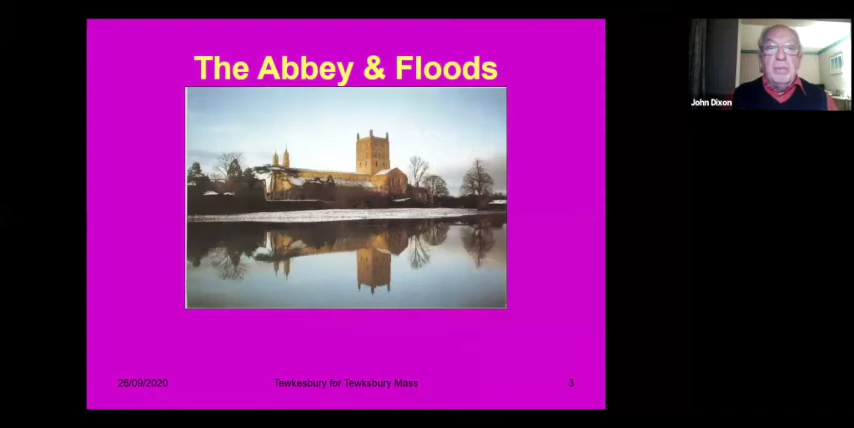 The Abbey & Floods
John Dixon
26/09/2020
Tewkesbury for Tewksbury Mass
3